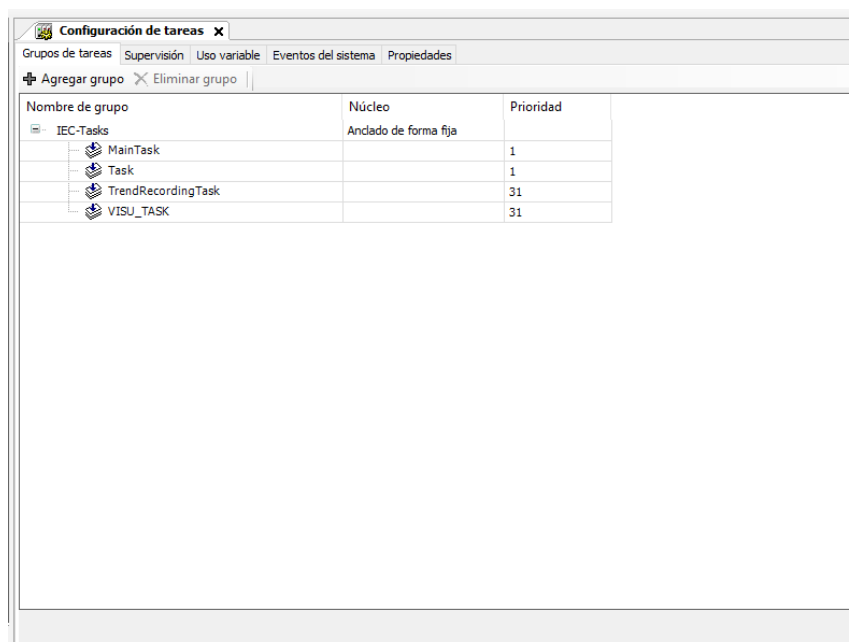 Configuración de tareas
Grupos de tareas Supervisión Uso variable Eventos del sistema Propiedades
Agregar grupo Eliminar grupo
Nombre de grupo Núcleo Prioridad
IEC-Tasks Anclado de forma fija
MainTask 1
Task 1
TrendRecordingTask 31
VISU_TASK 31